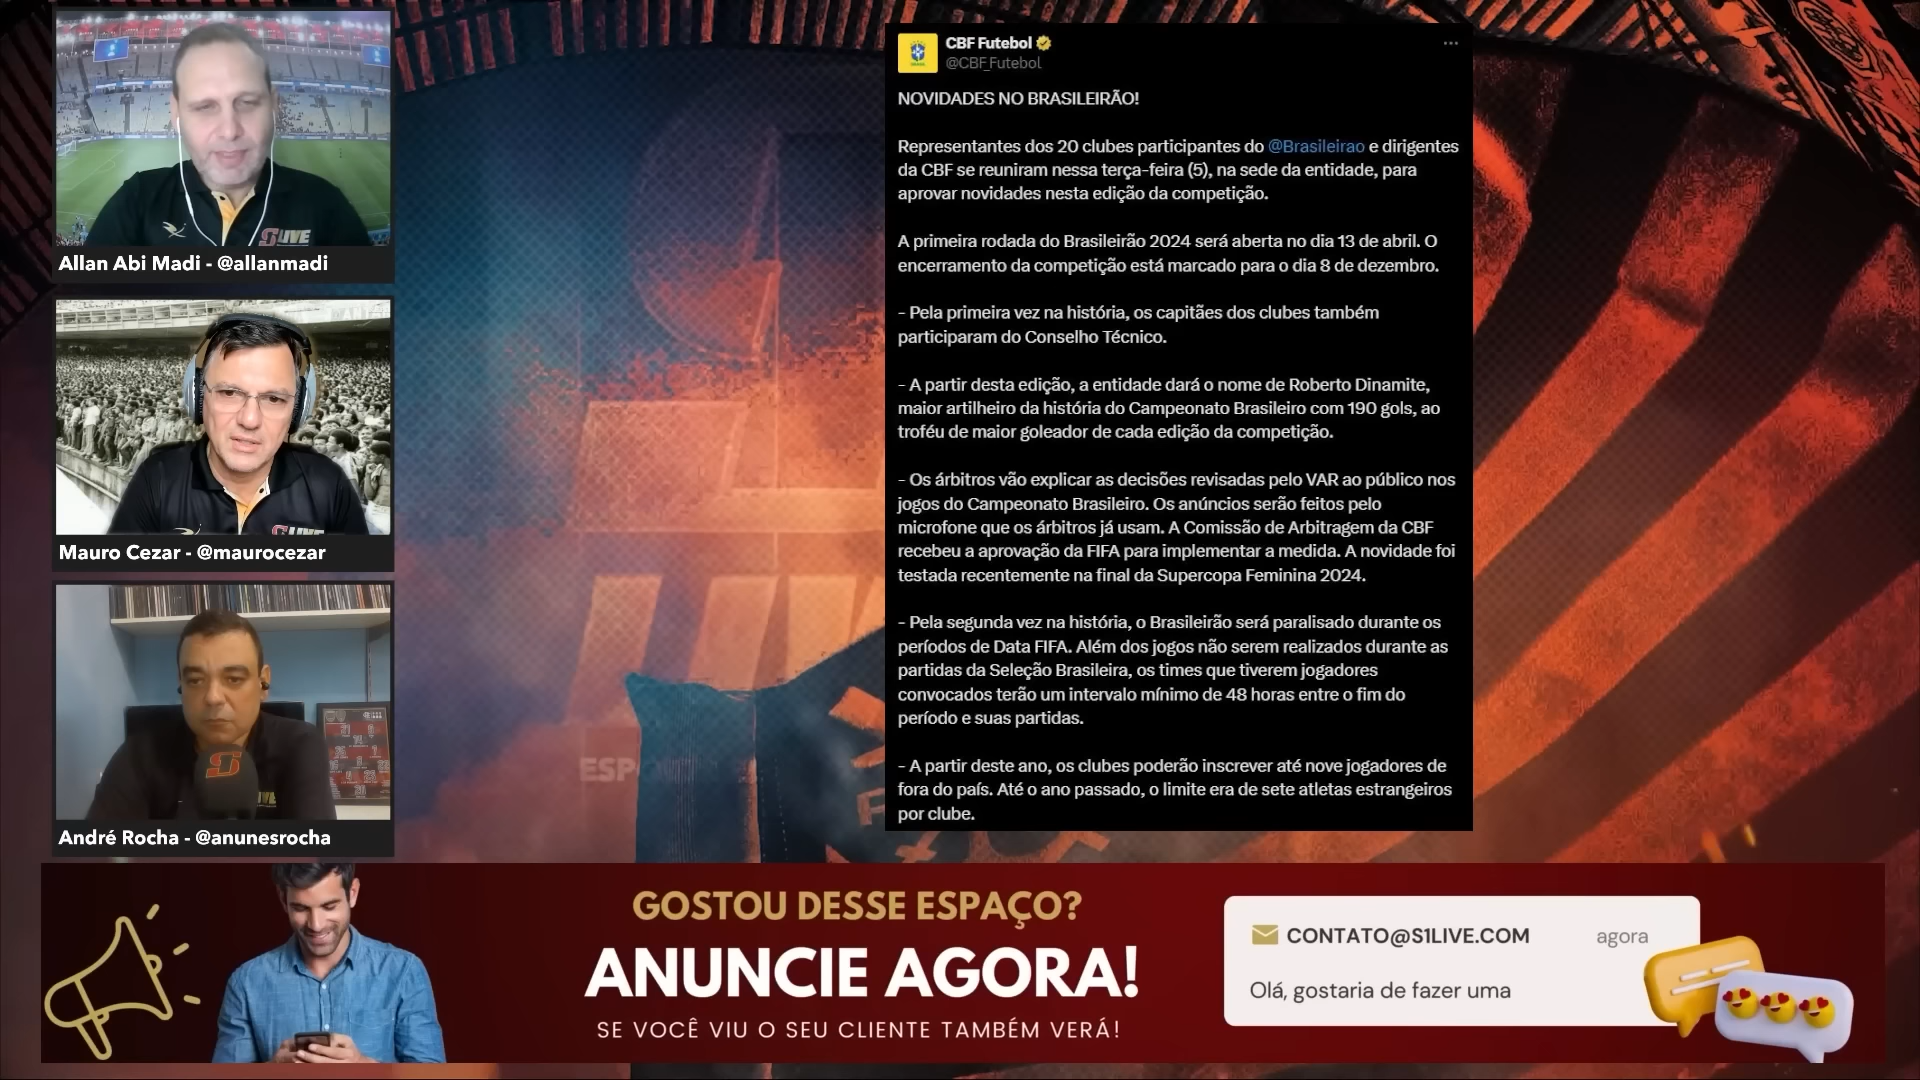 LIVE
Allan Abi Madi - @allanmadi
LIVE
Mauro Cezar - @maurocezar
S
LIVE
André Rocha - @anunesrocha
CBF Futebol
@CBF_Futebol
NOVIDADES NO BRASILEIRÃO!
Representantes dos 20 clubes participantes do @Brasileirao e dirigentes
da CBF se reuniram nessa terça-feira (5), na sede da entidade, para
aprovar novidades nesta edição da competição.
A primeira rodada do Brasileirão 2024 será aberta no dia 13 de abril. O
encerramento da competição está marcado para o dia 8 de dezembro.
- Pela primeira vez na história, os capitães dos clubes também
participaram do Conselho Técnico.
- A partir desta edição, a entidade dará o nome de Roberto Dinamite,
maior artilheiro da história do Campeonato Brasileiro com 190 gols, ao
troféu de maior goleador de cada edição da competição.
- Os árbitros vão explicar as decisões revisadas pelo VAR ao público nos
jogos do Campeonato Brasileiro. Os anúncios serão feitos pelo
microfone que os árbitros já usam. A Comissão de Arbitragem da CBF
recebeu a aprovação da FIFA para implementar a medida. A novidade foi
testada recentemente na final da Supercopa Feminina 2024.
- Pela segunda vez na história, o Brasileirão será paralisado durante os
períodos de Data FIFA. Além dos jogos não serem realizados durante as
partidas da Seleção Brasileira, os times que tiverem jogadores
convocados terão um intervalo mínimo de 48 horas entre o fim do
período e suas partidas.
- A partir deste ano, os clubes poderão inscrever até nove jogadores de
fora do país. Até o ano passado, o limite era de sete atletas estrangeiros
por clube.
GOSTOU DESSE ESPAÇO?
ANUNCIE AGORA!
SE VOCÊ VIU O SEU CLIENTE TAMBÉM VERÁ!
CONTATO@S1LIVE.COM agora
Olá, gostaria de fazer uma